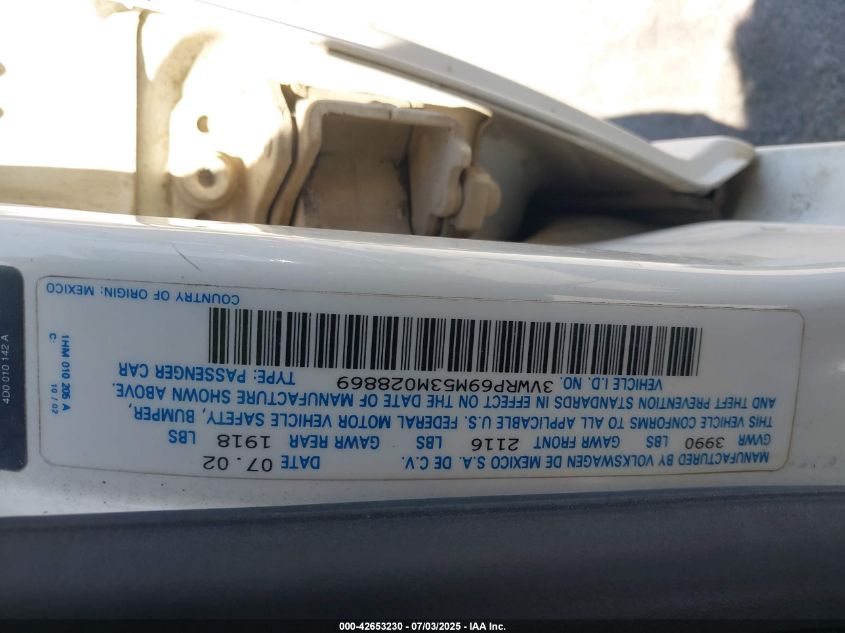 MANUFACTURED BY VOLKSWAGEN DE MEXICO S.A. DE C.V. DATE 07.02
GVWR 3990 LBS GAWR FRONT 2116 LBS GAWR REAR 1918 LBS
THIS VEHICLE CONFORMS TO ALL APPLICABLE U.S. FEDERAL MOTOR VEHICLE SAFETY, BUMPER,
AND THEFT PREVENTION STANDARDS IN EFFECT ON THE DATE OF MANUFACTURE SHOWN ABOVE.
VEHICLE I.D. NO. 3VWRP69M53M028869 TYPE: PASSENGER CAR
COUNTRY OF ORIGIN: MEXICO
1HM 010 205 A
C. 10 / 02
4D0 010 142 A
000-42653230 - 07/03/2025 - IAA Inc.